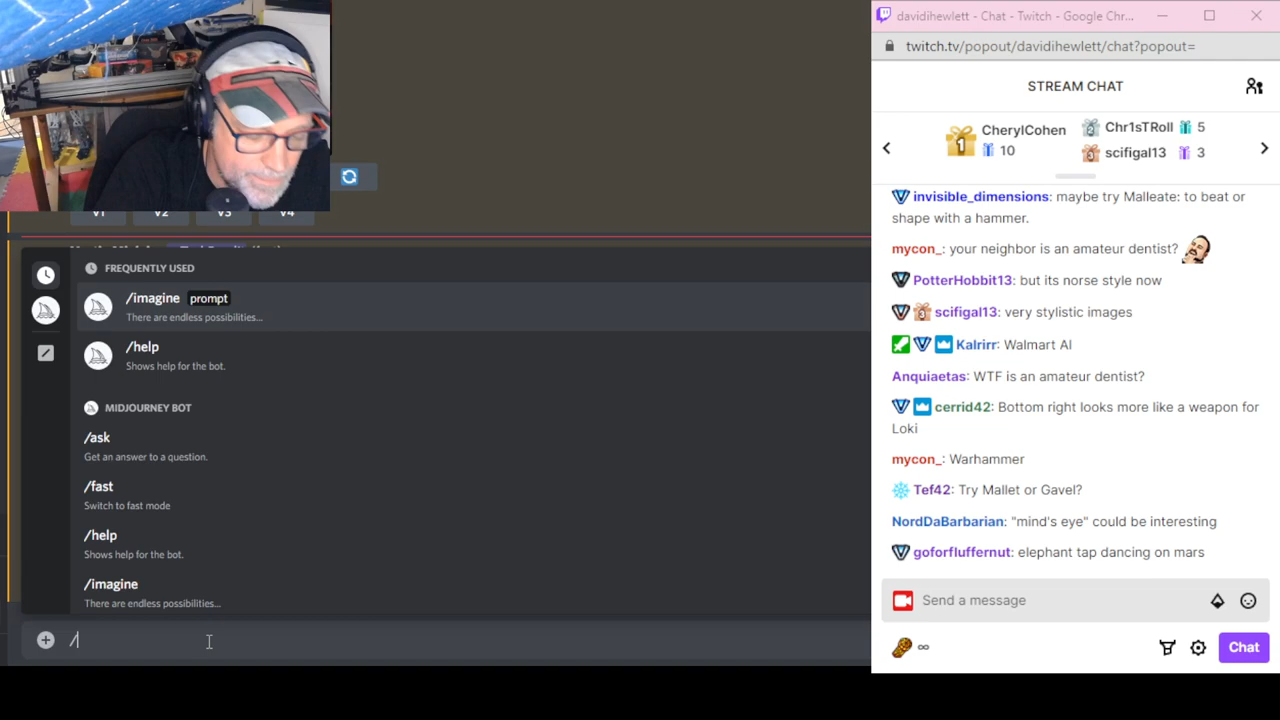 V1 V2 V3 V4
FREQUENTLY USED
/imagine prompt
There are endless possibilities...
/help
Shows help for the bot.
MIDJOURNEY BOT
/ask
Get an answer to a question.
/fast
Switch to fast mode
/help
Shows help for the bot.
/imagine
There are endless possibilities...
/
davidihewlett - Chat - Twitch - Google Chr...
twitch.tv/popout/davidihewlett/chat?popout=
STREAM CHAT
1 CherylCohen 10
2 Chr1sTRoll 5
3 scifigal13 3
invisible_dimensions: maybe try Malleate: to beat or
shape with a hammer.
mycon_: your neighbor is an amateur dentist?
PotterHobbit13: but its norse style now
3 scifigal13: very stylistic images
Kalrirr: Walmart AI
Anquiaetas: WTF is an amateur dentist?
cerrid42: Bottom right looks more like a weapon for
Loki
mycon_: Warhammer
Tef42: Try Mallet or Gavel?
NordDaBarbarian: "mind's eye" could be interesting
goforfluffernut: elephant tap dancing on mars
Send a message
∞
Chat